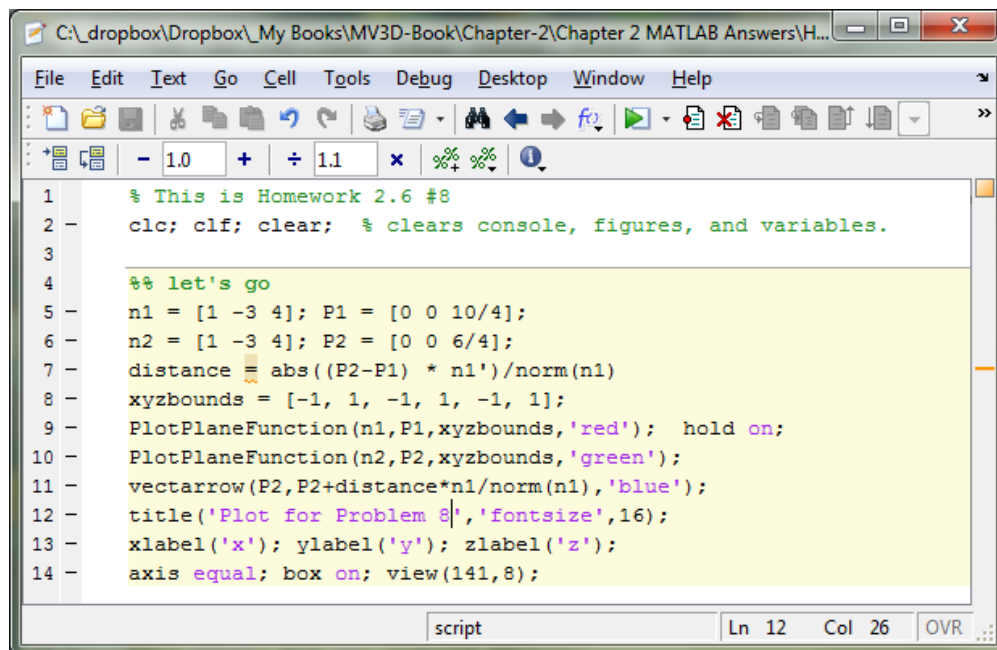 C:\_dropbox\Dropbox\_My Books\MV3D-Book\Chapter-2\Chapter 2 MATLAB Answers\H...
File Edit Text Go Cell Tools Debug Desktop Window Help
- 1.0 + ÷ 1.1 ×
1 % This is Homework 2.6 #8
2 - clc; clf; clear; % clears console, figures, and variables.
3
4 %% let's go
5 - n1 = [1 -3 4]; P1 = [0 0 10/4];
6 - n2 = [1 -3 4]; P2 = [0 0 6/4];
7 - distance = abs((P2-P1) * n1')/norm(n1)
8 - xyzbounds = [-1, 1, -1, 1, -1, 1];
9 - PlotPlaneFunction(n1,P1,xyzbounds,'red'); hold on;
10 - PlotPlaneFunction(n2,P2,xyzbounds,'green');
11 - vectarrow(P2,P2+distance*n1/norm(n1),'blue');
12 - title('Plot for Problem 8','fontsize',16);
13 - xlabel('x'); ylabel('y'); zlabel('z');
14 - axis equal; box on; view(141,8);
script Ln 12 Col 26 OVR